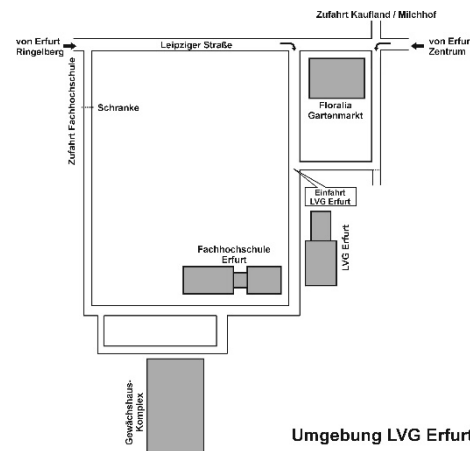 Zufahrt Kaufland / Milchhof
von Erfurt
Ringelberg
Leipziger Straße
von Erfurt
Zentrum
Zufahrt Fachhochschule
Schranke
Floralia
Gartenmarkt
Einfahrt
LVG Erfurt
LVG Erfurt
Fachhochschule
Erfurt
Gewächshaus-
Komplex
Umgebung LVG Erfurt